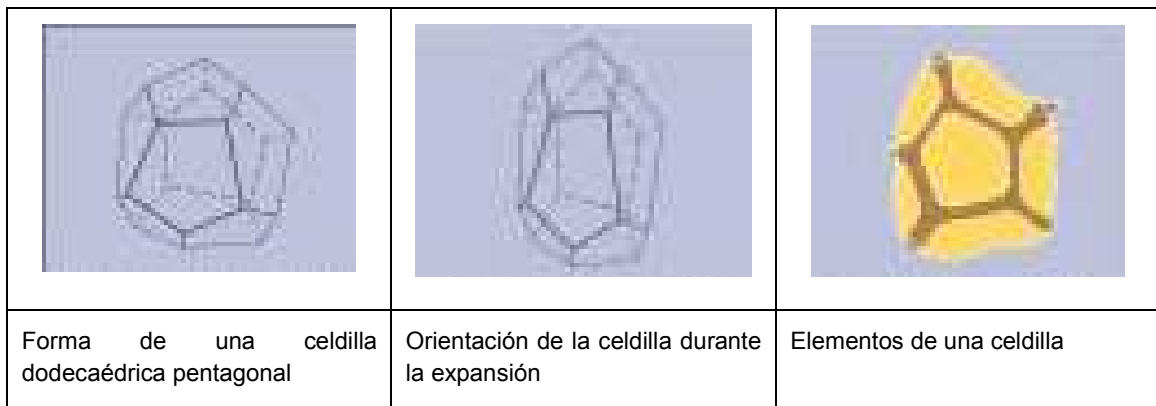 Forma de una celdilla
dodecaédrica pentagonal
Orientación de la celdilla durante
la expansión
Elementos de una celdilla